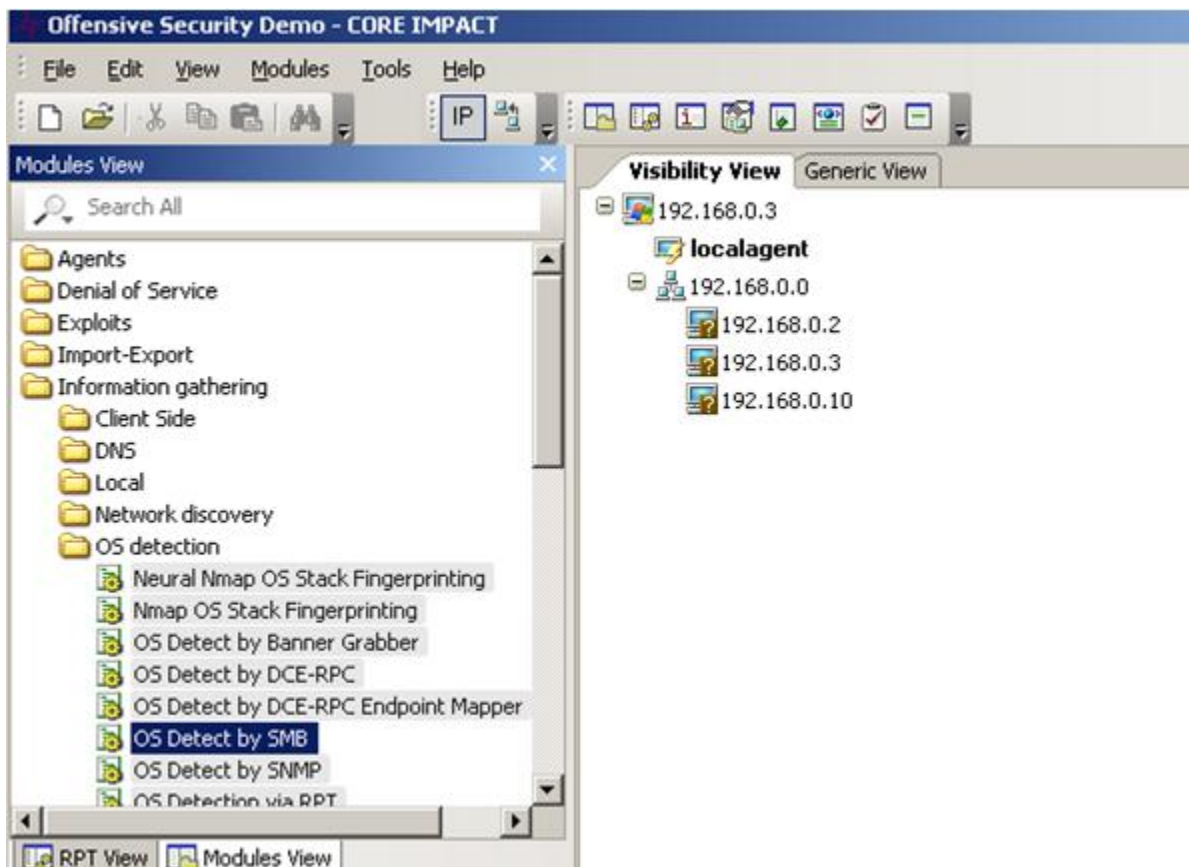 Offensive Security Demo - CORE IMPACT
File Edit View Modules Tools Help
IP
Modules View
Search All
Agents
Denial of Service
Exploits
Import-Export
Information gathering
Client Side
DNS
Local
Network discovery
OS detection
Neural Nmap OS Stack Fingerprinting
Nmap OS Stack Fingerprinting
OS Detect by Banner Grabber
OS Detect by DCE-RPC
OS Detect by DCE-RPC Endpoint Mapper
OS Detect by SMB
OS Detect by SNMP
OS Detection via RPT
RPT View Modules View
Visibility View Generic View
192.168.0.3
localagent
192.168.0.0
192.168.0.2
192.168.0.3
192.168.0.10